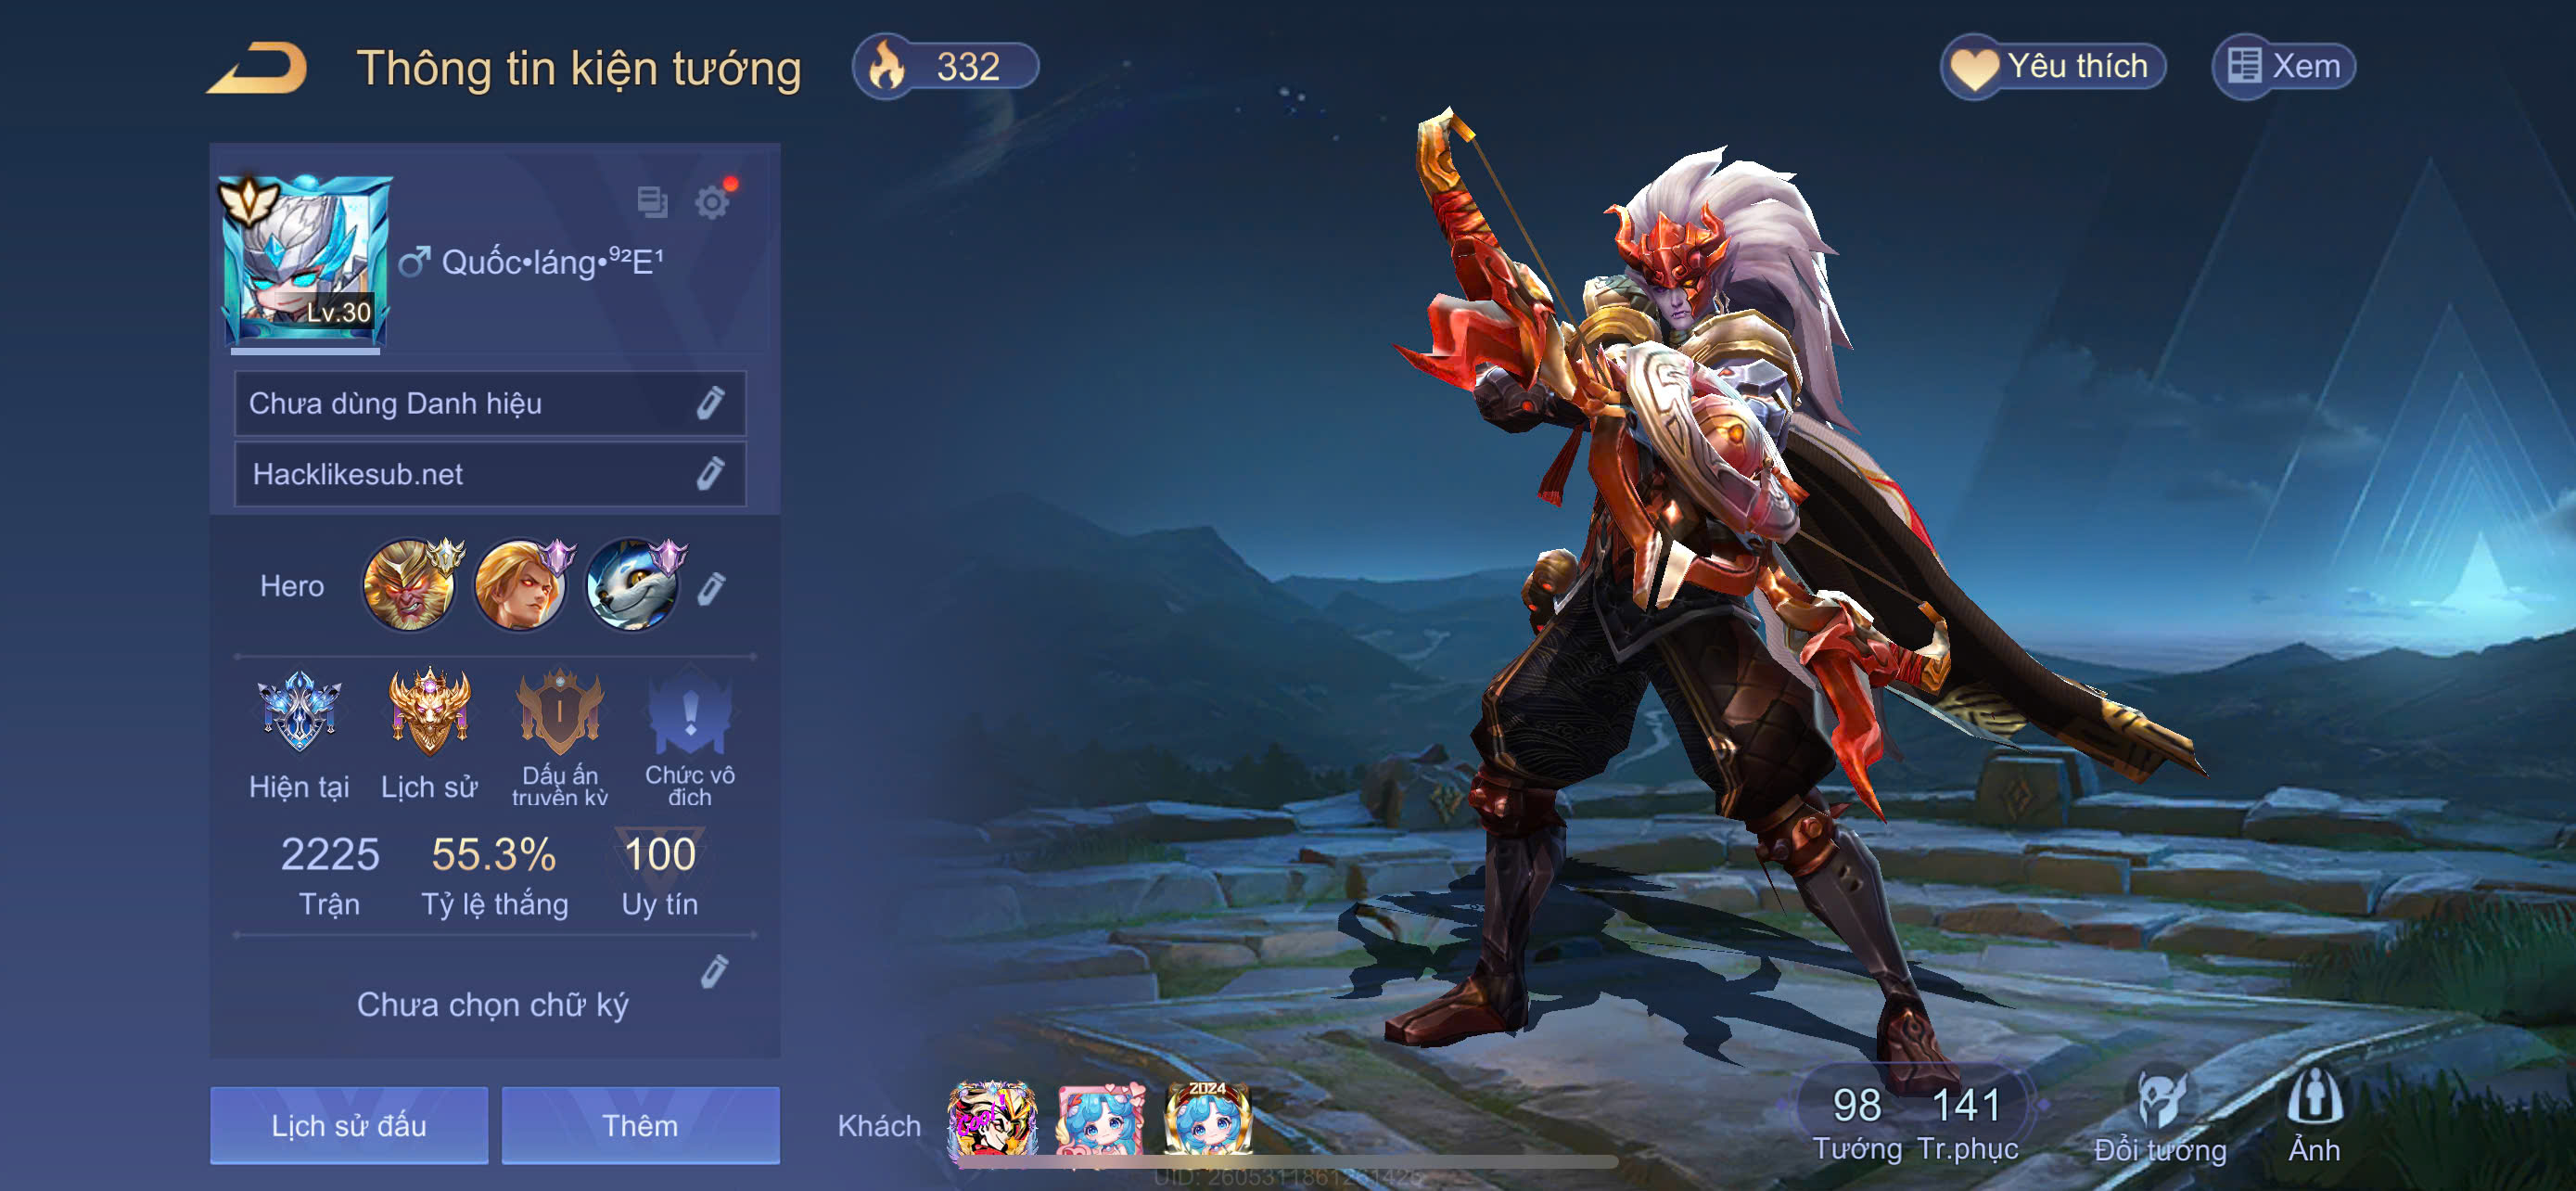 Thông tin kiện tướng
332
Yêu thích
Xem
Quốc•láng•⁹²E¹
Lv.30
Chưa dùng Danh hiệu
Hacklikesub.net
Hero
Hiện tại
Lịch sử
Dấu ấn
truyền kỳ
Chức vô
địch
2225
55.3%
100
Trận
Tỷ lệ thắng
Uy tín
Chưa chọn chữ ký
Lịch sử đấu
Thêm
Khách
COOL!
2024
98
141
Tướng
Tr.phục
Đổi tướng
Ảnh